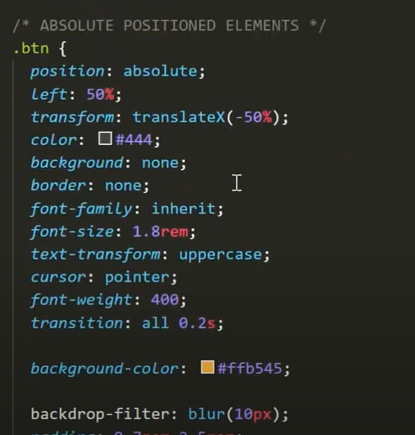 /* ABSOLUTE POSITIONED ELEMENTS */
.btn {
position: absolute;
left: 50%;
transform: translateX(-50%);
color: #444;
background: none;
border: none;
font-family: inherit;
font-size: 1.8rem;
text-transform: uppercase;
cursor: pointer;
font-weight: 400;
transition: all 0.2s;
background-color: #ffb545;
backdrop-filter: blur(10px);